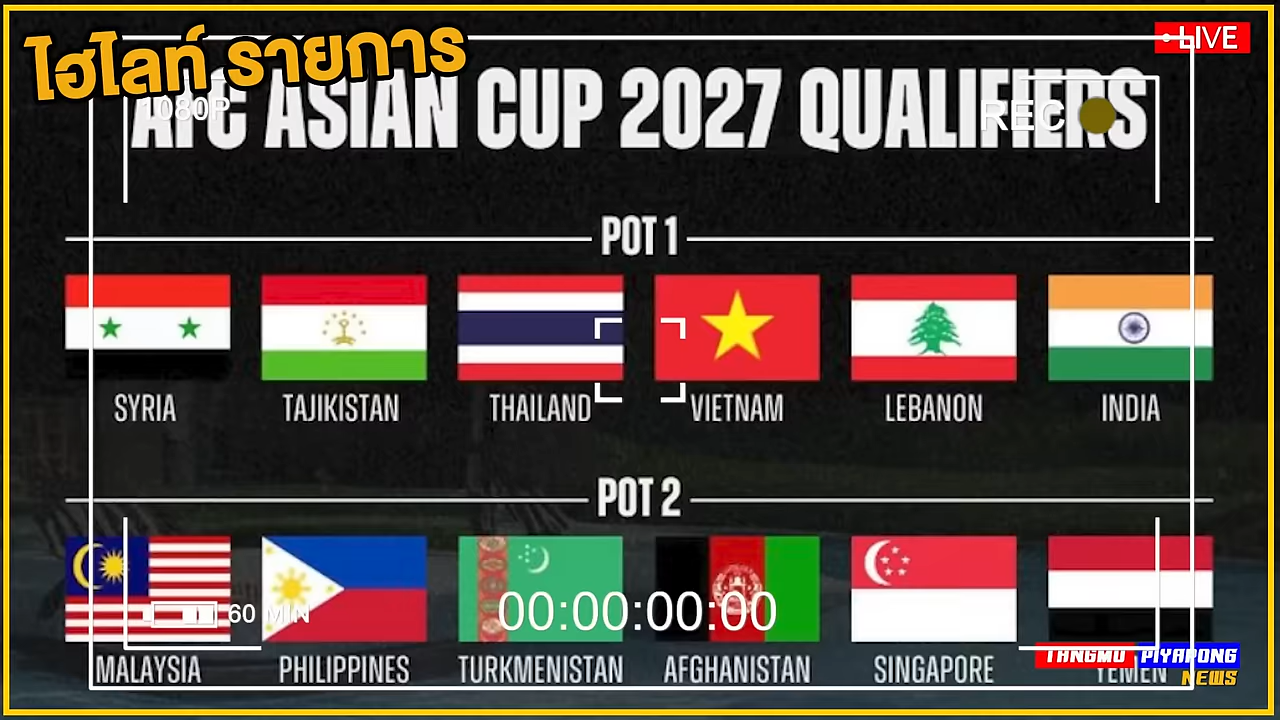 ไฮไลท์ รายการ
LIVE
AFC ASIAN CUP 2027 QUALIFIERS
1080P
REC
POT 1
SYRIA TAJIKISTAN THAILAND VIETNAM LEBANON INDIA
POT 2
60 MIN
00:00:00:00
MALAYSIA PHILIPPINES TURKMENISTAN AFGHANISTAN SINGAPORE YEMEN
TANGMO PIYAPONG
NEWS